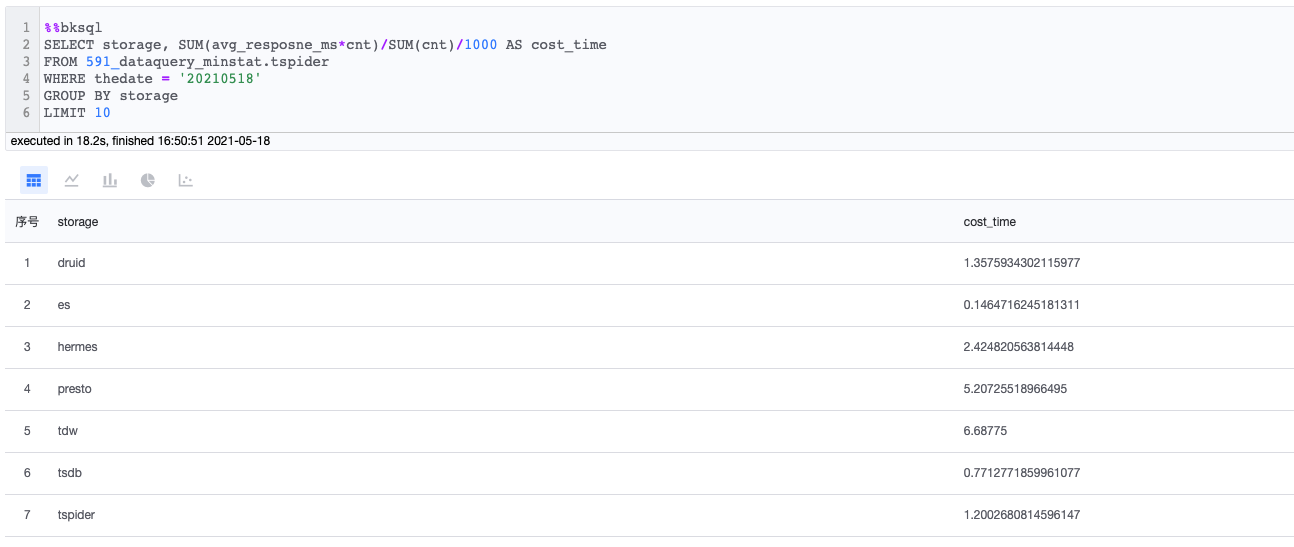 1 %%bksql
2 SELECT storage, SUM(avg_resposne_ms*cnt)/SUM(cnt)/1000 AS cost_time
3 FROM 591_dataquery_minstat.tspider
4 WHERE thedate = '20210518'
5 GROUP BY storage
6 LIMIT 10
executed in 18.2s, finished 16:50:51 2021-05-18
序号 storage cost_time
1 druid 1.3575934302115977
2 es 0.1464716245181311
3 hermes 2.424820563814448
4 presto 5.20725518966495
5 tdw 6.68775
6 tsdb 0.7712771859961077
7 tspider 1.2002680814596147